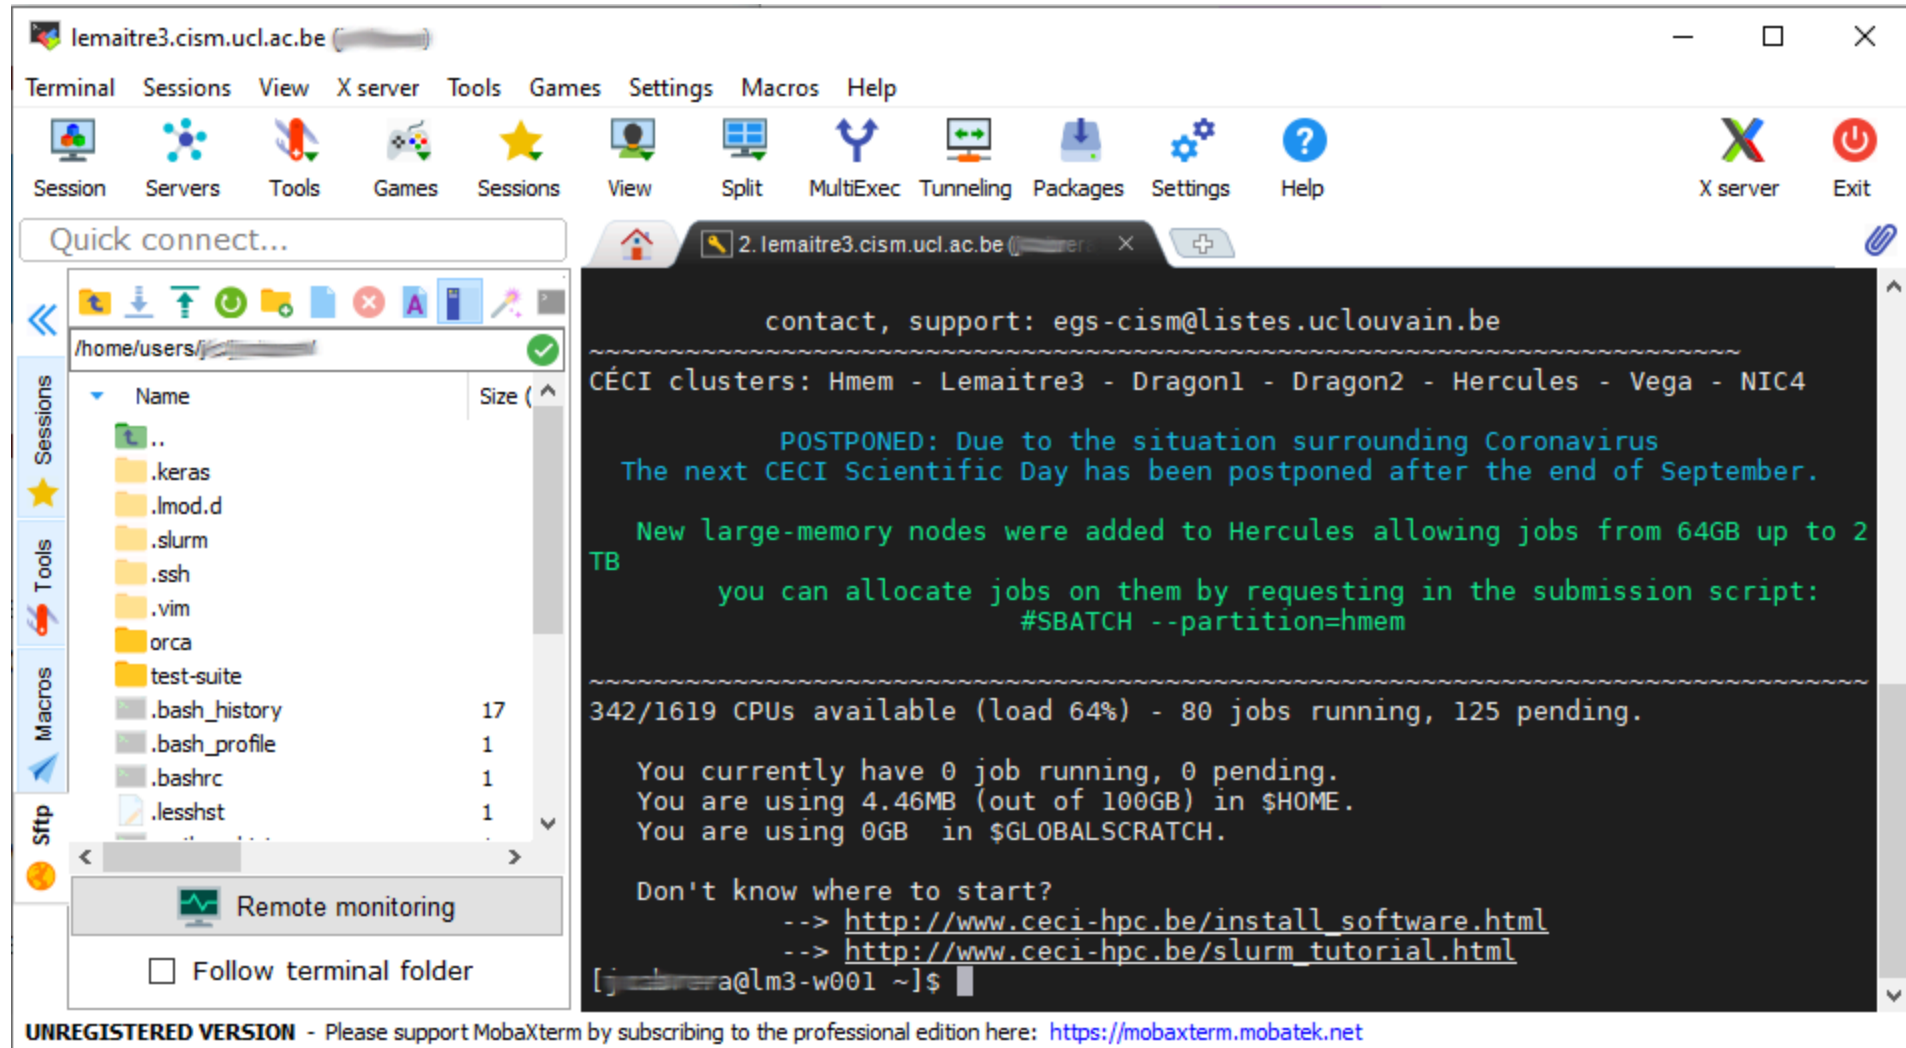 lemaitre3.cism.ucl.ac.be (
Terminal Sessions View X server Tools Games Settings Macros Help
Session Servers Tools Games Sessions View Split MultiExec Tunneling Packages Settings Help X server Exit
Quick connect...
2. lemaitre3.cism.ucl.ac.be (
/home/users/
Name Size (
..
.keras
.lmod.d
.slurm
.ssh
.vim
orca
test-suite
.bash_history 17
.bash_profile 1
.bashrc 1
.lesshst 1
Sessions
Tools
Macros
Sftp
Remote monitoring
Follow terminal folder
contact, support: egs-cism@listes.uclouvain.be
~~~~~~~~~~~~~~~~~~~~~~~~~~~~~~~~~~~~~~~~~~~~~~~~~~~~~~~~~~~~~~~~~~~~~~~~
CÉCI clusters: Hmem - Lemaitre3 - Dragon1 - Dragon2 - Hercules - Vega - NIC4
POSTPONED: Due to the situation surrounding Coronavirus
The next CECI Scientific Day has been postponed after the end of September.
New large-memory nodes were added to Hercules allowing jobs from 64GB up to 2
TB
you can allocate jobs on them by requesting in the submission script:
#SBATCH --partition=hmem
~~~~~~~~~~~~~~~~~~~~~~~~~~~~~~~~~~~~~~~~~~~~~~~~~~~~~~~~~~~~~~~~~~~~~~~~~~~~~~~~
342/1619 CPUs available (load 64%) - 80 jobs running, 125 pending.
You currently have 0 job running, 0 pending.
You are using 4.46MB (out of 100GB) in $HOME.
You are using 0GB  in $GLOBALSCRATCH.
Don't know where to start?
--> http://www.ceci-hpc.be/install_software.html
--> http://www.ceci-hpc.be/slurm_tutorial.html
a@lm3-w001 ~]$
UNREGISTERED VERSION - Please support MobaXterm by subscribing to the professional edition here: https://mobaxterm.mobatek.net